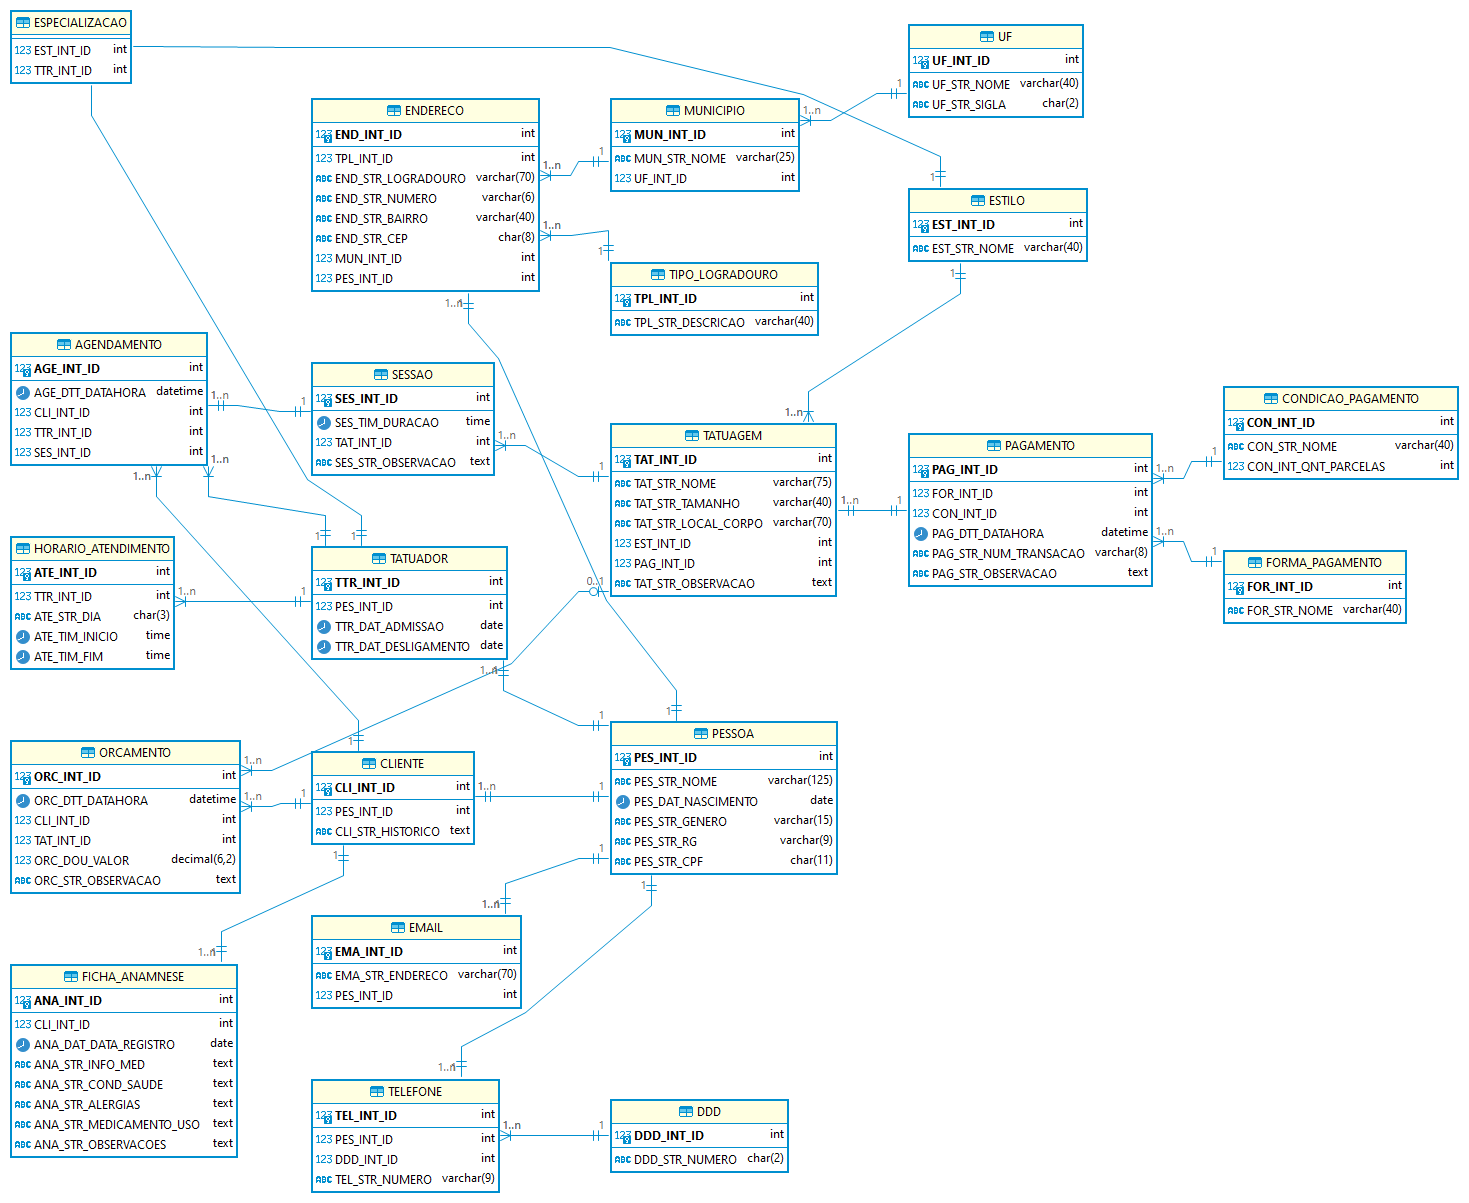 ESPECIALIZACAO
123 EST_INT_ID int
123 TTR_INT_ID int
UF
123 UF_INT_ID int
ABC UF_STR_NOME varchar(40)
ABC UF_STR_SIGLA char(2)
1
1..n
ENDERECO
123 END_INT_ID int
123 TPL_INT_ID int
ABC END_STR_LOGRADOURO varchar(70)
ABC END_STR_NUMERO varchar(6)
ABC END_STR_BAIRRO varchar(40)
ABC END_STR_CEP char(8)
123 MUN_INT_ID int
123 PES_INT_ID int
1..n
1
1..n
1
1..n
MUNICIPIO
123 MUN_INT_ID int
ABC MUN_STR_NOME varchar(25)
123 UF_INT_ID int
1
ESTILO
123 EST_INT_ID int
ABC EST_STR_NOME varchar(40)
1
TIPO_LOGRADOURO
123 TPL_INT_ID int
ABC TPL_STR_DESCRICAO varchar(40)
AGENDAMENTO
123 AGE_INT_ID int
AGE_DTT_DATAHORA datetime
123 CLI_INT_ID int
123 TTR_INT_ID int
123 SES_INT_ID int
1..n
1
1..n
1..n
SESSAO
123 SES_INT_ID int
SES_TIM_DURACAO time
123 TAT_INT_ID int
ABC SES_STR_OBSERVACAO text
1..n
1
1..n
TATUAGEM
123 TAT_INT_ID int
ABC TAT_STR_NOME varchar(75)
ABC TAT_STR_TAMANHO varchar(40)
ABC TAT_STR_LOCAL_CORPO varchar(70)
123 EST_INT_ID int
123 PAG_INT_ID int
ABC TAT_STR_OBSERVACAO text
1..n
1
0..1
PAGAMENTO
123 PAG_INT_ID int
123 FOR_INT_ID int
123 CON_INT_ID int
PAG_DTT_DATAHORA datetime
ABC PAG_STR_NUM_TRANSACAO varchar(8)
ABC PAG_STR_OBSERVACAO text
1..n
1
1..n
1
CONDICAO_PAGAMENTO
123 CON_INT_ID int
ABC CON_STR_NOME varchar(40)
123 CON_INT_QNT_PARCELAS int
FORMA_PAGAMENTO
123 FOR_INT_ID int
ABC FOR_STR_NOME varchar(40)
HORARIO_ATENDIMENTO
123 ATE_INT_ID int
123 TTR_INT_ID int
ABC ATE_STR_DIA char(3)
ATE_TIM_INICIO time
ATE_TIM_FIM time
1..n
1
1
1
TATUADOR
123 TTR_INT_ID int
123 PES_INT_ID int
TTR_DAT_ADMISSAO date
TTR_DAT_DESLIGAMENTO date
1..n
1
1
PESSOA
123 PES_INT_ID int
ABC PES_STR_NOME varchar(125)
PES_DAT_NASCIMENTO date
ABC PES_STR_GENERO varchar(15)
ABC PES_STR_RG varchar(9)
ABC PES_STR_CPF char(11)
ORCAMENTO
123 ORC_INT_ID int
ORC_DTT_DATAHORA datetime
123 CLI_INT_ID int
123 TAT_INT_ID int
123 ORC_DOU_VALOR decimal(6,2)
ABC ORC_STR_OBSERVACAO text
1..n
1..n
1
1
CLIENTE
123 CLI_INT_ID int
123 PES_INT_ID int
ABC CLI_STR_HISTORICO text
1..n
1
1
1
1
1..n
EMAIL
123 EMA_INT_ID int
ABC EMA_STR_ENDERECO varchar(70)
123 PES_INT_ID int
1..n
FICHA_ANAMNESE
123 ANA_INT_ID int
123 CLI_INT_ID int
ANA_DAT_DATA_REGISTRO date
ABC ANA_STR_INFO_MED text
ABC ANA_STR_COND_SAUDE text
ABC ANA_STR_ALERGIAS text
ABC ANA_STR_MEDICAMENTO_USO text
ABC ANA_STR_OBSERVACOES text
1..n
TELEFONE
123 TEL_INT_ID int
123 PES_INT_ID int
123 DDD_INT_ID int
ABC TEL_STR_NUMERO varchar(9)
1..n
1
DDD
123 DDD_INT_ID int
ABC DDD_STR_NUMERO char(2)